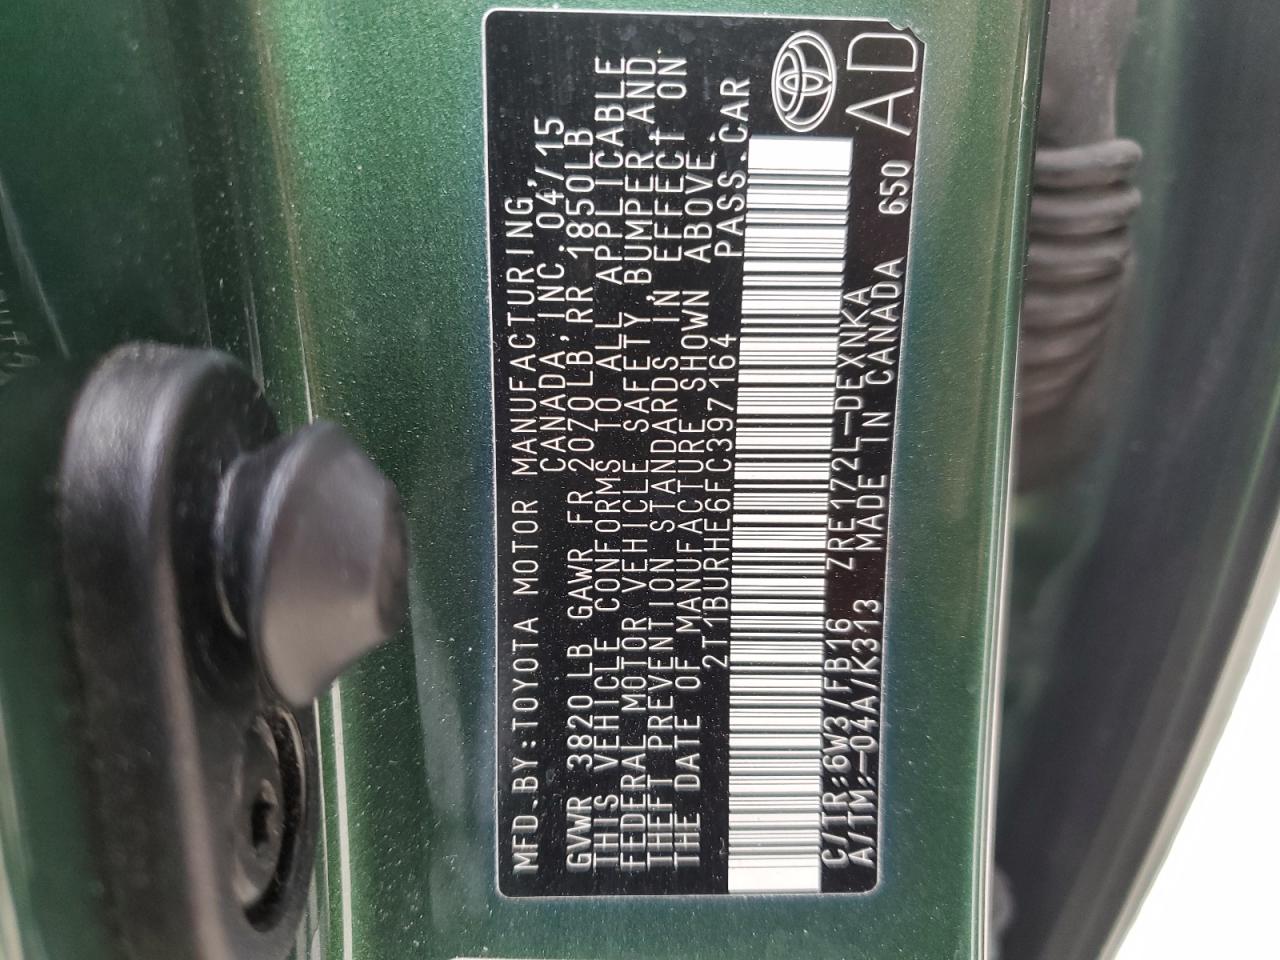 MFD.BY:TOYOTA MOTOR MANUFACTURING,
CANADA, INC. 04/15
GVWR 3820 LB GAWR FR 2070LB, RR 1850LB
THIS VEHICLE CONFORMS TO ALL APPLICABLE
FEDERAL MOTOR VEHICLE SAFETY, BUMPER, AND
THEFT PREVENTION STANDARDS IN EFFECT ON
THE DATE OF MANUFACTURE SHOWN ABOVE.
2T1BURHE6FC397164 PASS.CAR
C/TR:6W3/FB16 ZRE172L-DEXNKA
A/TM:-04A/K313 MADE IN CANADA 650
AD